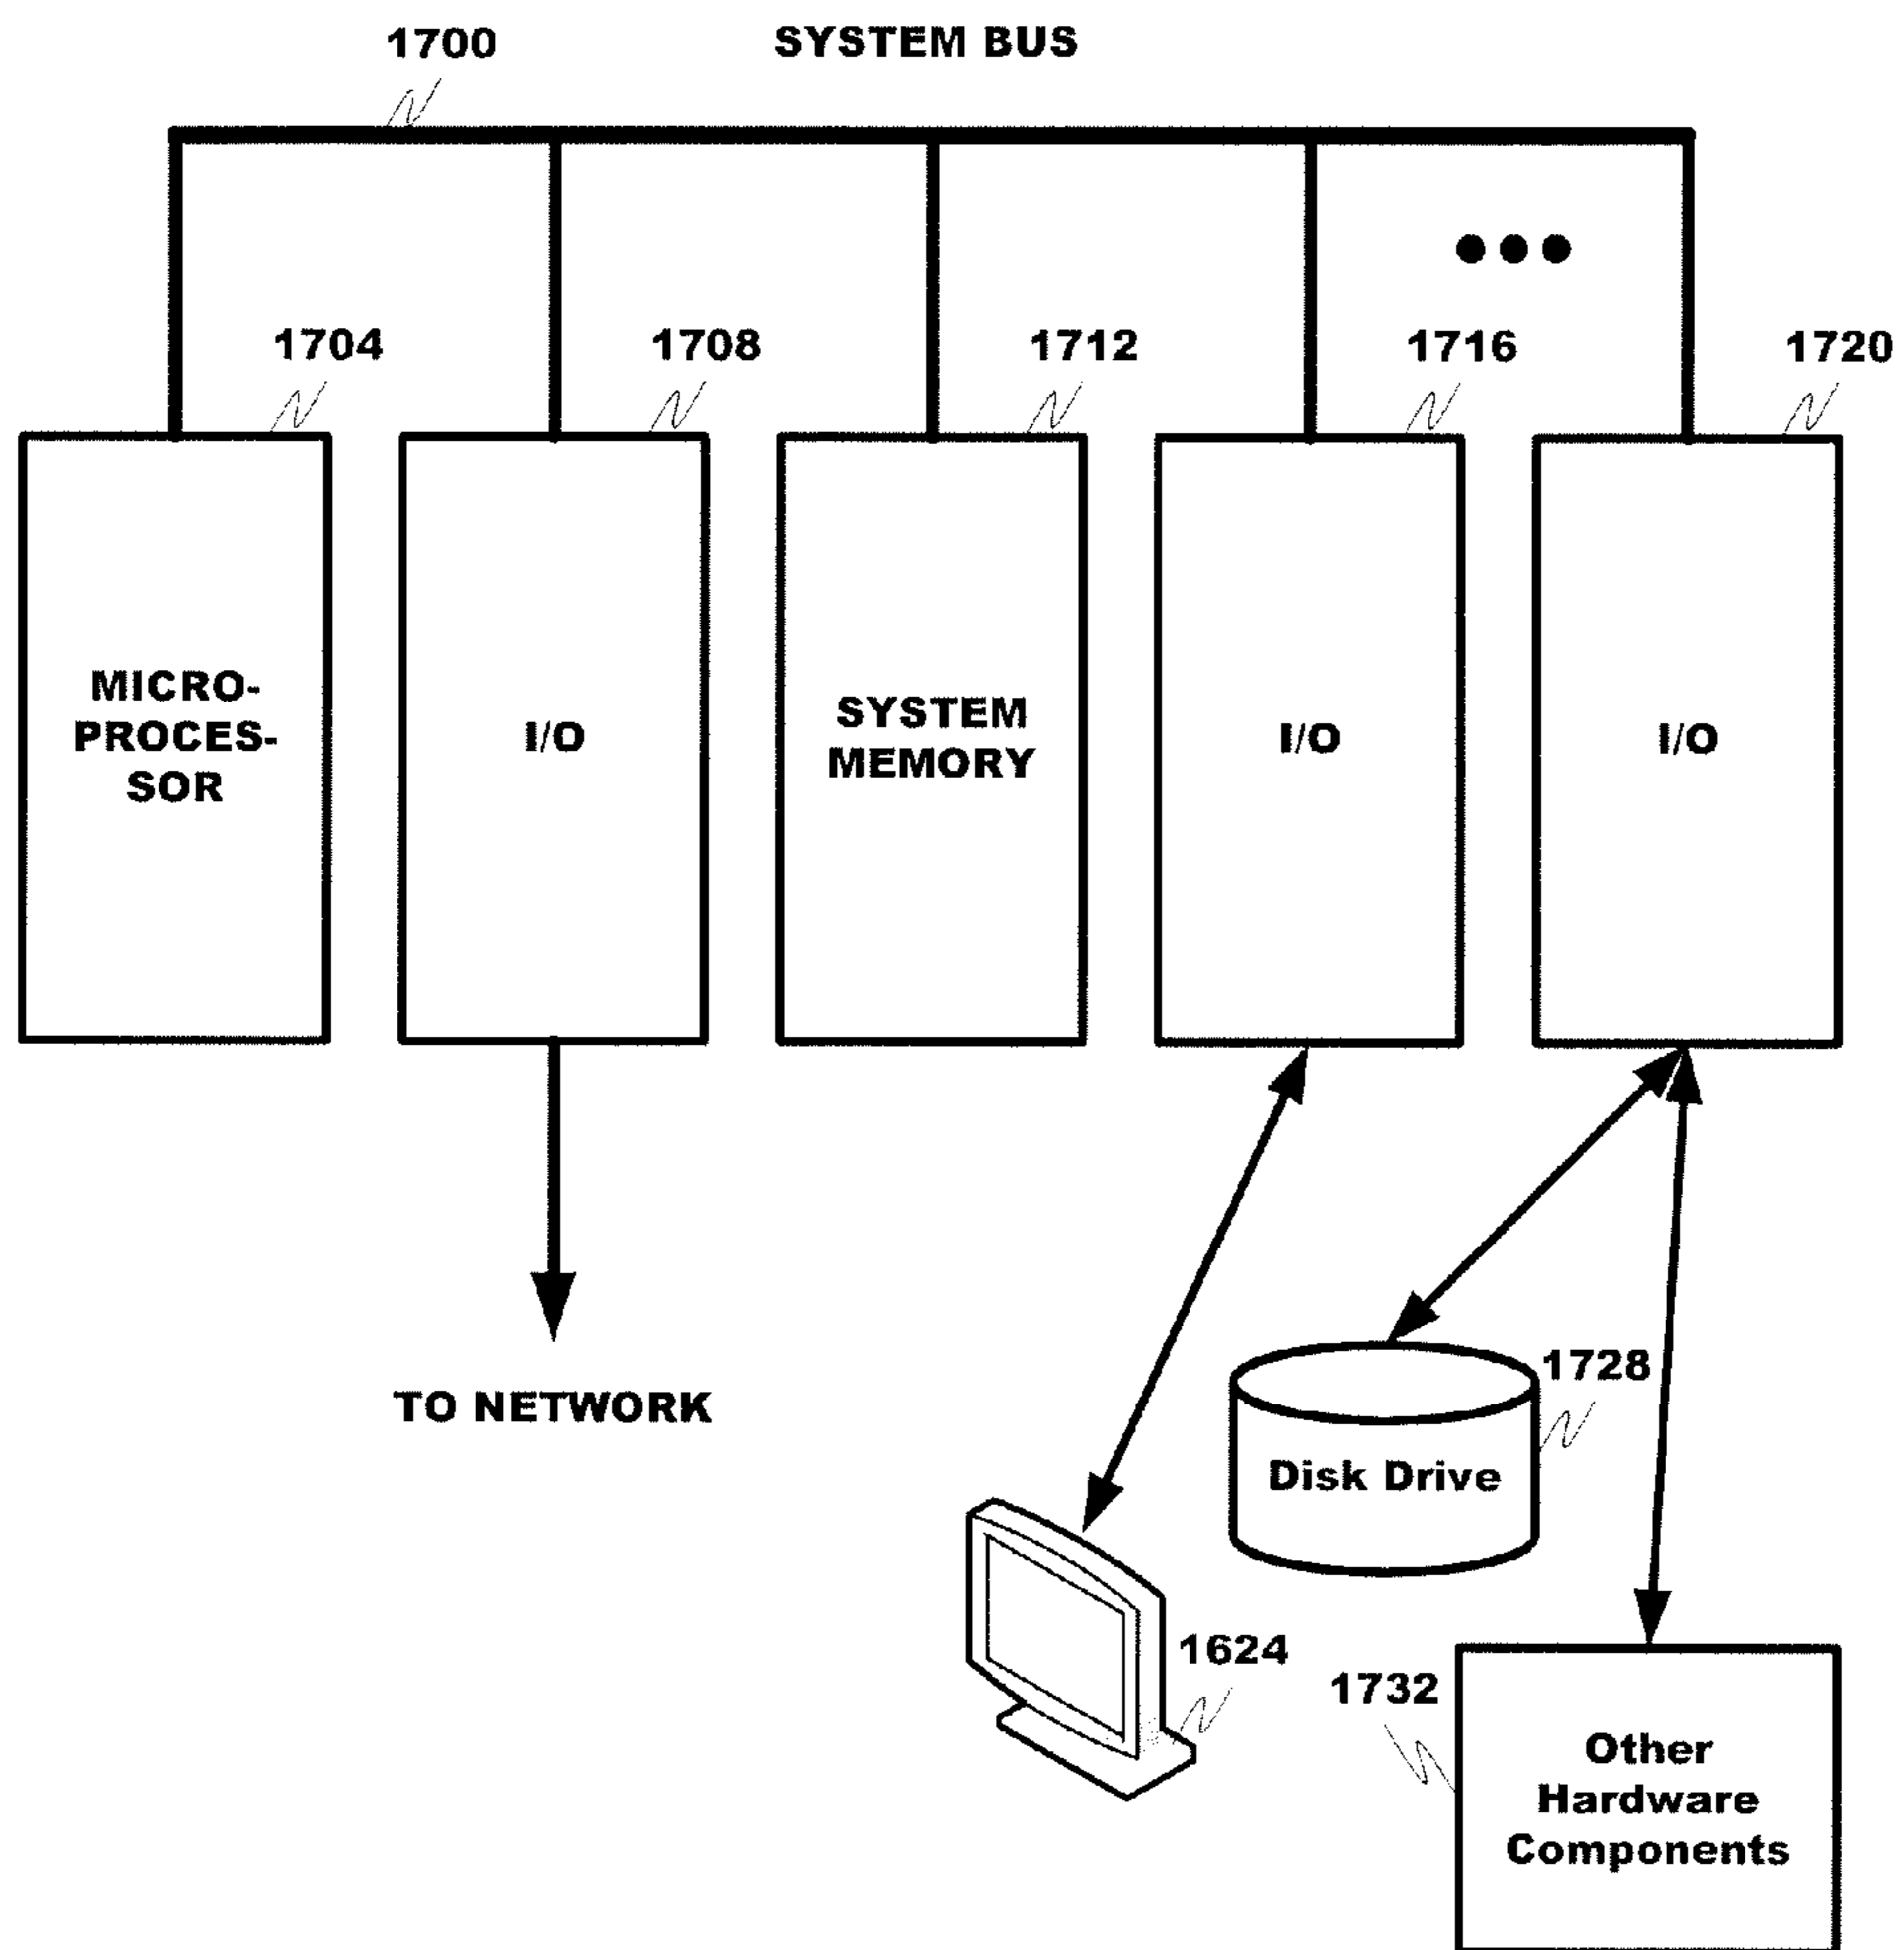 1700
SYSTEM BUS
1704
1708
1712
1716
1720
MICRO-
PROCES-
SOR
I/O
SYSTEM
MEMORY
I/O
I/O
TO NETWORK
1728
Disk Drive
1624
1732
Other
Hardware
Components